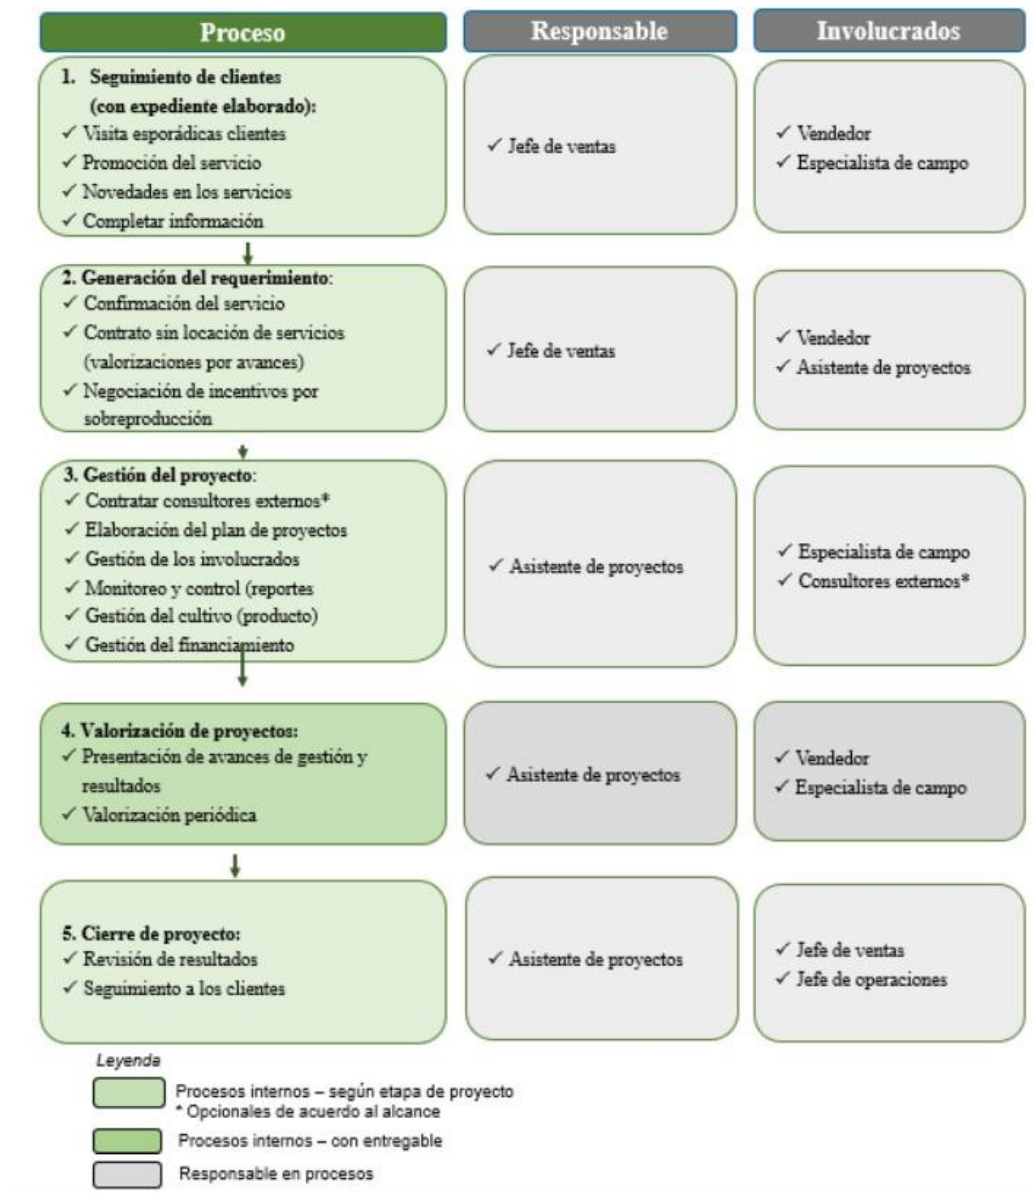 Proceso
Responsable
Involucrados
1. Seguimiento de clientes
(con expediente elaborado):
✓ Visita esporádicas clientes
✓ Promoción del servicio
✓ Novedades en los servicios
✓ Completar información
✓ Jefe de ventas
✓ Vendedor
✓ Especialista de campo
2. Generación del requerimiento:
✓ Confirmación del servicio
✓ Contrato sin locación de servicios
(valorizaciones por avances)
✓ Negociación de incentivos por
sobreproducción
✓ Jefe de ventas
✓ Vendedor
✓ Asistente de proyectos
3. Gestión del proyecto:
✓ Contratar consultores externos*
✓ Elaboración del plan de proyectos
✓ Gestión de los involucrados
✓ Monitoreo y control (reportes
✓ Gestión del cultivo (producto)
✓ Gestión del financiamiento
✓ Asistente de proyectos
✓ Especialista de campo
✓ Consultores externos*
4. Valorización de proyectos:
✓ Presentación de avances de gestión y
resultados
✓ Valorización periódica
✓ Asistente de proyectos
✓ Vendedor
✓ Especialista de campo
5. Cierre de proyecto:
✓ Revisión de resultados
✓ Seguimiento a los clientes
✓ Asistente de proyectos
✓ Jefe de ventas
✓ Jefe de operaciones
Leyenda
Procesos internos – según etapa de proyecto
* Opcionales de acuerdo al alcance
Procesos internos – con entregable
Responsable en procesos